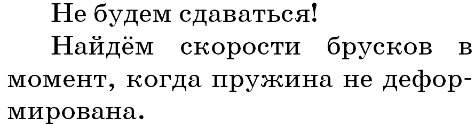 Не будем сдаваться!
Найдём скорости брусков в
момент, когда пружина не дефор-
мирована.